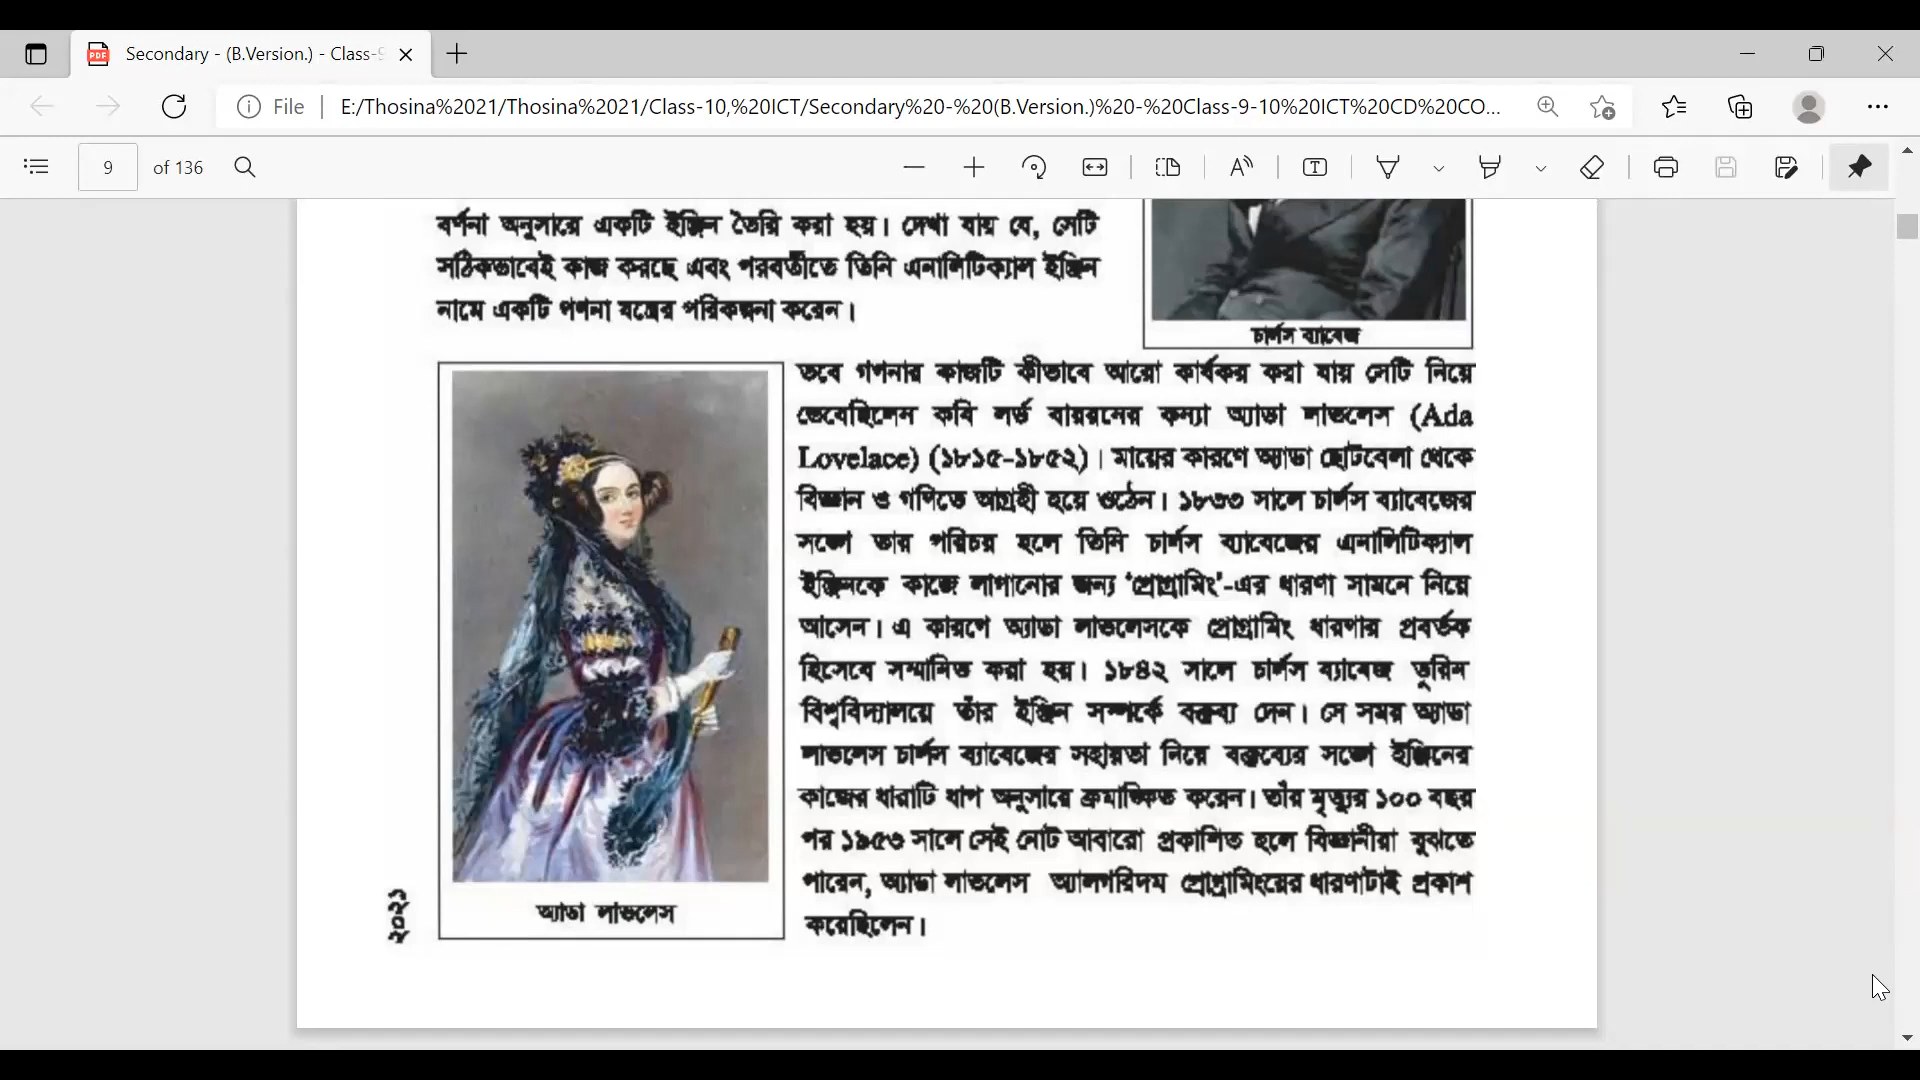 Secondary - (B.Version.) - Class-9
File
E:/Thosina%2021/Thosina%2021/Class-10,%20ICT/Secondary%20-%20(B.Version.)%20-%20Class-9-10%20ICT%20CD%20CO...
9 of 136
বর্ণনা অনুসারে একটি ইঞ্জিন তৈরি করা হয়। দেখা যায় যে, সেটি
সঠিকভাবেই কাজ করছে এবং পরবর্তীতে তিনি এনালিটিক্যাল ইঞ্জিন
নামে একটি গণনা যন্ত্রের পরিকল্পনা করেন।
চার্লস ব্যাবেজ
তবে গণনার কাজটি কীভাবে আরো কার্যকর করা যায় সেটি নিয়ে
ভেবেছিলেন কবি লর্ড বায়রনের কন্যা অ্যাডা লাভলেস (Ada
Lovelace) (১৮১৫-১৮৫২)। মায়ের কারণে অ্যাডা ছোটবেলা থেকে
বিজ্ঞান ও গণিতে আগ্রহী হয়ে ওঠেন। ১৮৩৩ সালে চার্লস ব্যাবেজের
সঙ্গে তার পরিচয় হলে তিনি চার্লস ব্যাবেজের এনালিটিক্যাল
ইঞ্জিনকে কাজে লাগানোর জন্য ‘প্রোগ্রামিং’-এর ধারণা সামনে নিয়ে
আসেন। এ কারণে অ্যাডা লাভলেসকে প্রোগ্রামিং ধারণার প্রবর্তক
হিসেবে সম্মানিত করা হয়। ১৮৪২ সালে চার্লস ব্যাবেজ তুরিন
বিশ্ববিদ্যালয়ে তাঁর ইঞ্জিন সম্পর্কে বক্তব্য দেন। সে সময় অ্যাডা
লাভলেস চার্লস ব্যাবেজের সহায়তা নিয়ে বক্তব্যের সঙ্গে ইঞ্জিনের
কাজের ধারাটি ধাপ অনুসারে ক্রমাঙ্কিত করেন। তাঁর মৃত্যুর ১০০ বছর
পর ১৯৫৩ সালে সেই নোট আবারো প্রকাশিত হলে বিজ্ঞানীরা বুঝতে
পারেন, অ্যাডা লাভলেস অ্যালগরিদম প্রোগ্রামিংয়ের ধারণাটাই প্রকাশ
করেছিলেন।
অ্যাডা লাভলেস
২০২১